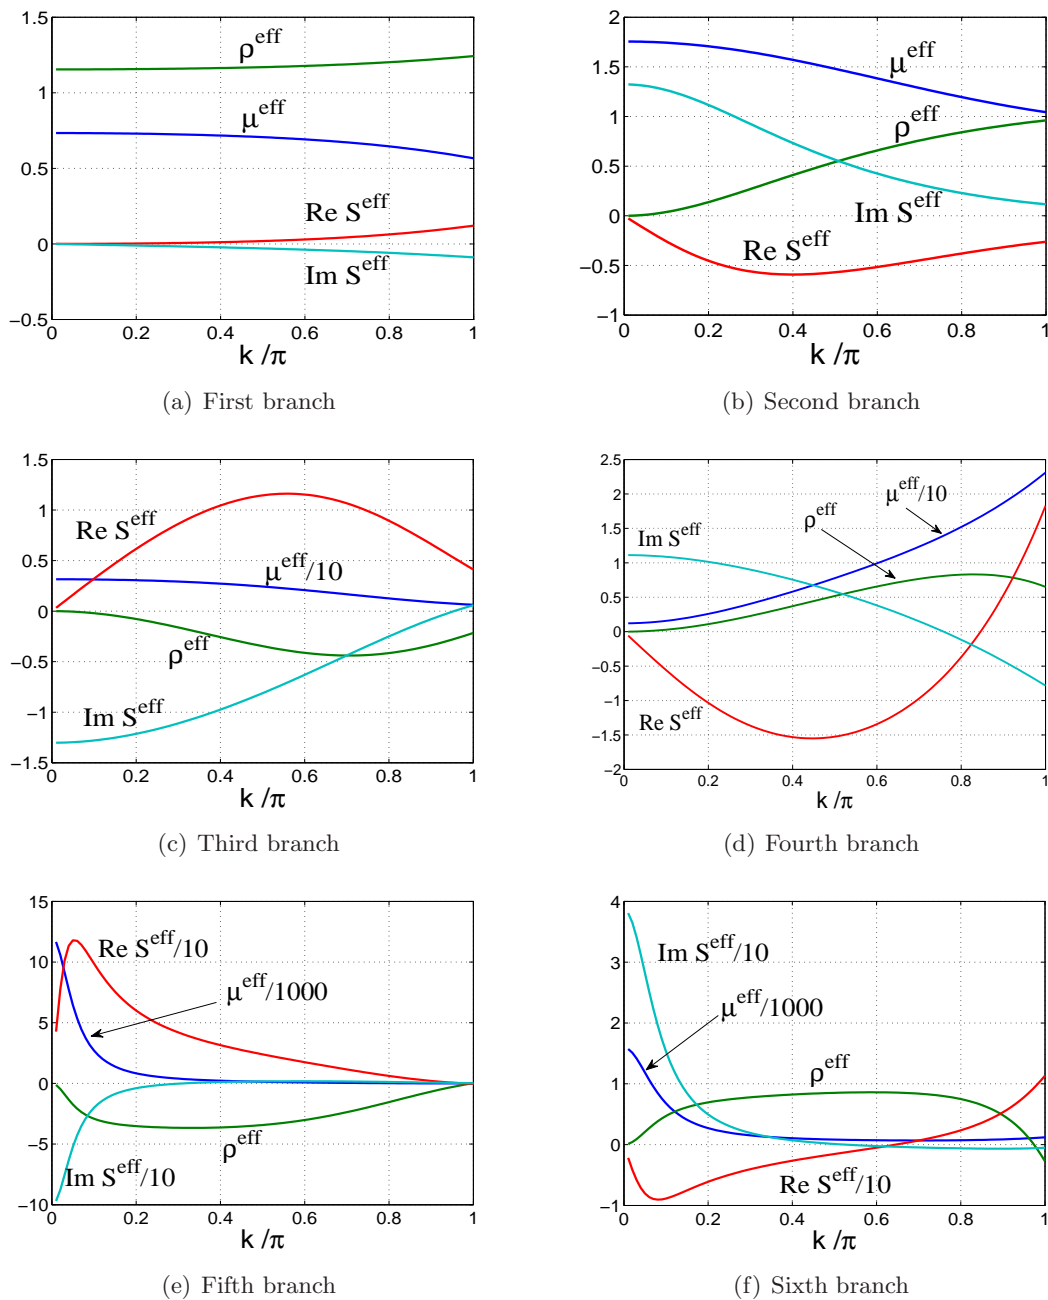 1.5
1
0.5
0
−0.5
ρ^eff
μ^eff
Re S^eff
Im S^eff
0 0.2 0.4 0.6 0.8 1
k /π
(a) First branch
2
1.5
1
0.5
0
−0.5
−1
μ^eff
ρ^eff
Im S^eff
Re S^eff
0 0.2 0.4 0.6 0.8 1
k /π
(b) Second branch
1.5
1
0.5
0
−0.5
−1
−1.5
Re S^eff
μ^eff/10
ρ^eff
Im S^eff
0 0.2 0.4 0.6 0.8 1
k /π
(c) Third branch
2.5
2
1.5
1
0.5
0
−0.5
−1
−1.5
−2
μ^eff/10
ρ^eff
Im S^eff
Re S^eff
0 0.2 0.4 0.6 0.8 1
k /π
(d) Fourth branch
15
10
5
0
−5
−10
Re S^eff/10
μ^eff/1000
ρ^eff
Im S^eff/10
0 0.2 0.4 0.6 0.8 1
k /π
(e) Fifth branch
4
3
2
1
0
−1
Im S^eff/10
μ^eff/1000
ρ^eff
Re S^eff/10
0 0.2 0.4 0.6 0.8 1
k /π
(f) Sixth branch